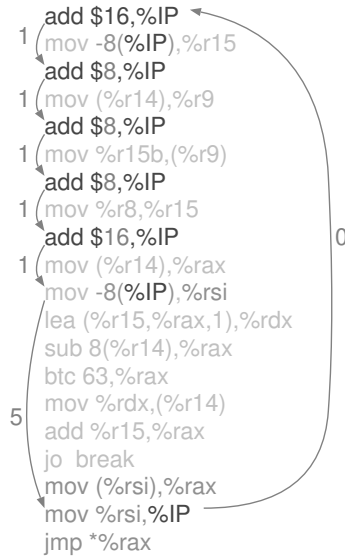 add $16,%IP
1 mov -8(%IP),%r15
add $8,%IP
1 mov (%r14),%r9
add $8,%IP
1 mov %r15b,(%r9)
add $8,%IP
1 mov %r8,%r15
add $16,%IP 0
1 mov (%r14),%rax
mov -8(%IP),%rsi
lea (%r15,%rax,1),%rdx
sub 8(%r14),%rax
btc 63,%rax
mov %rdx,(%r14)
5 add %r15,%rax
jo break
mov (%rsi),%rax
mov %rsi,%IP
jmp *%rax